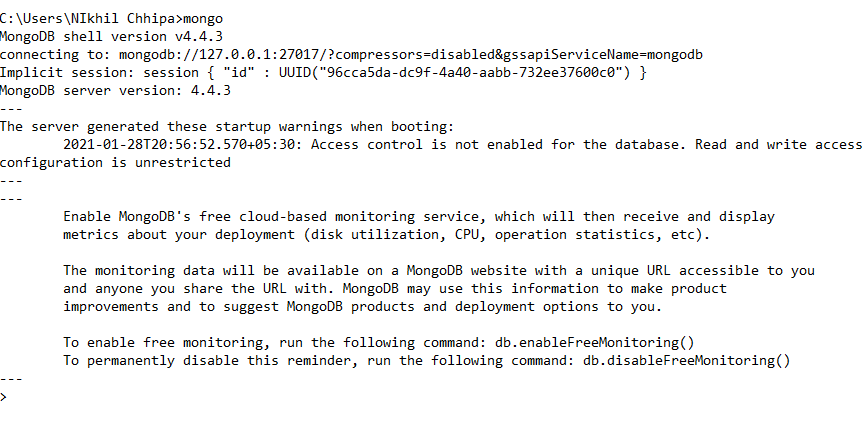 C:\Users\NIkhil Chhipa>mongo
MongoDB shell version v4.4.3
connecting to: mongodb://127.0.0.1:27017/?compressors=disabled&gssapiServiceName=mongodb
Implicit session: session { "id" : UUID("96cca5da-dc9f-4a40-aabb-732ee37600c0") }
MongoDB server version: 4.4.3
---
The server generated these startup warnings when booting:
2021-01-28T20:56:52.570+05:30: Access control is not enabled for the database. Read and write access
configuration is unrestricted
---
---
Enable MongoDB's free cloud-based monitoring service, which will then receive and display
metrics about your deployment (disk utilization, CPU, operation statistics, etc).
The monitoring data will be available on a MongoDB website with a unique URL accessible to you
and anyone you share the URL with. MongoDB may use this information to make product
improvements and to suggest MongoDB products and deployment options to you.
To enable free monitoring, run the following command: db.enableFreeMonitoring()
To permanently disable this reminder, run the following command: db.disableFreeMonitoring()
---
>